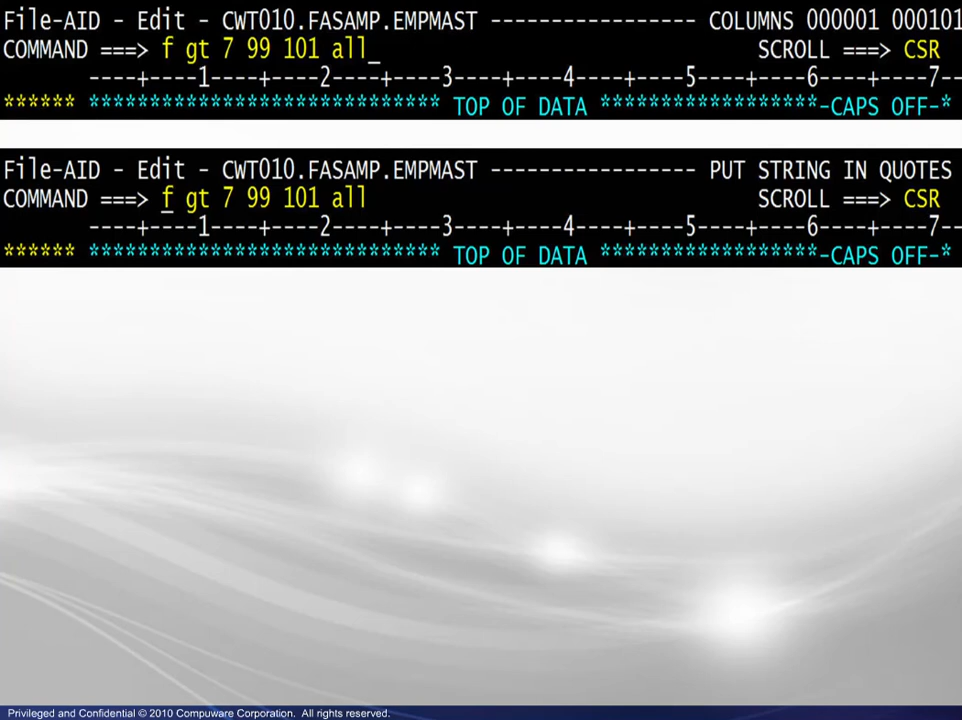 File-AID - Edit - CWT010.FASAMP.EMPMAST ----------------- COLUMNS 000001 000101
COMMAND ===> f gt 7 99 101 all_ SCROLL ===> CSR
----+----1----+----2----+----3----+----4----+----5----+----6----+----7--
****** ***************************** TOP OF DATA ******************-CAPS OFF-*
File-AID - Edit - CWT010.FASAMP.EMPMAST ----------------- PUT STRING IN QUOTES
COMMAND ===> f gt 7 99 101 all SCROLL ===> CSR
----+----1----+----2----+----3----+----4----+----5----+----6----+----7--
****** ***************************** TOP OF DATA ******************-CAPS OFF-*
Privileged and Confidential © 2010 Compuware Corporation. All rights reserved.